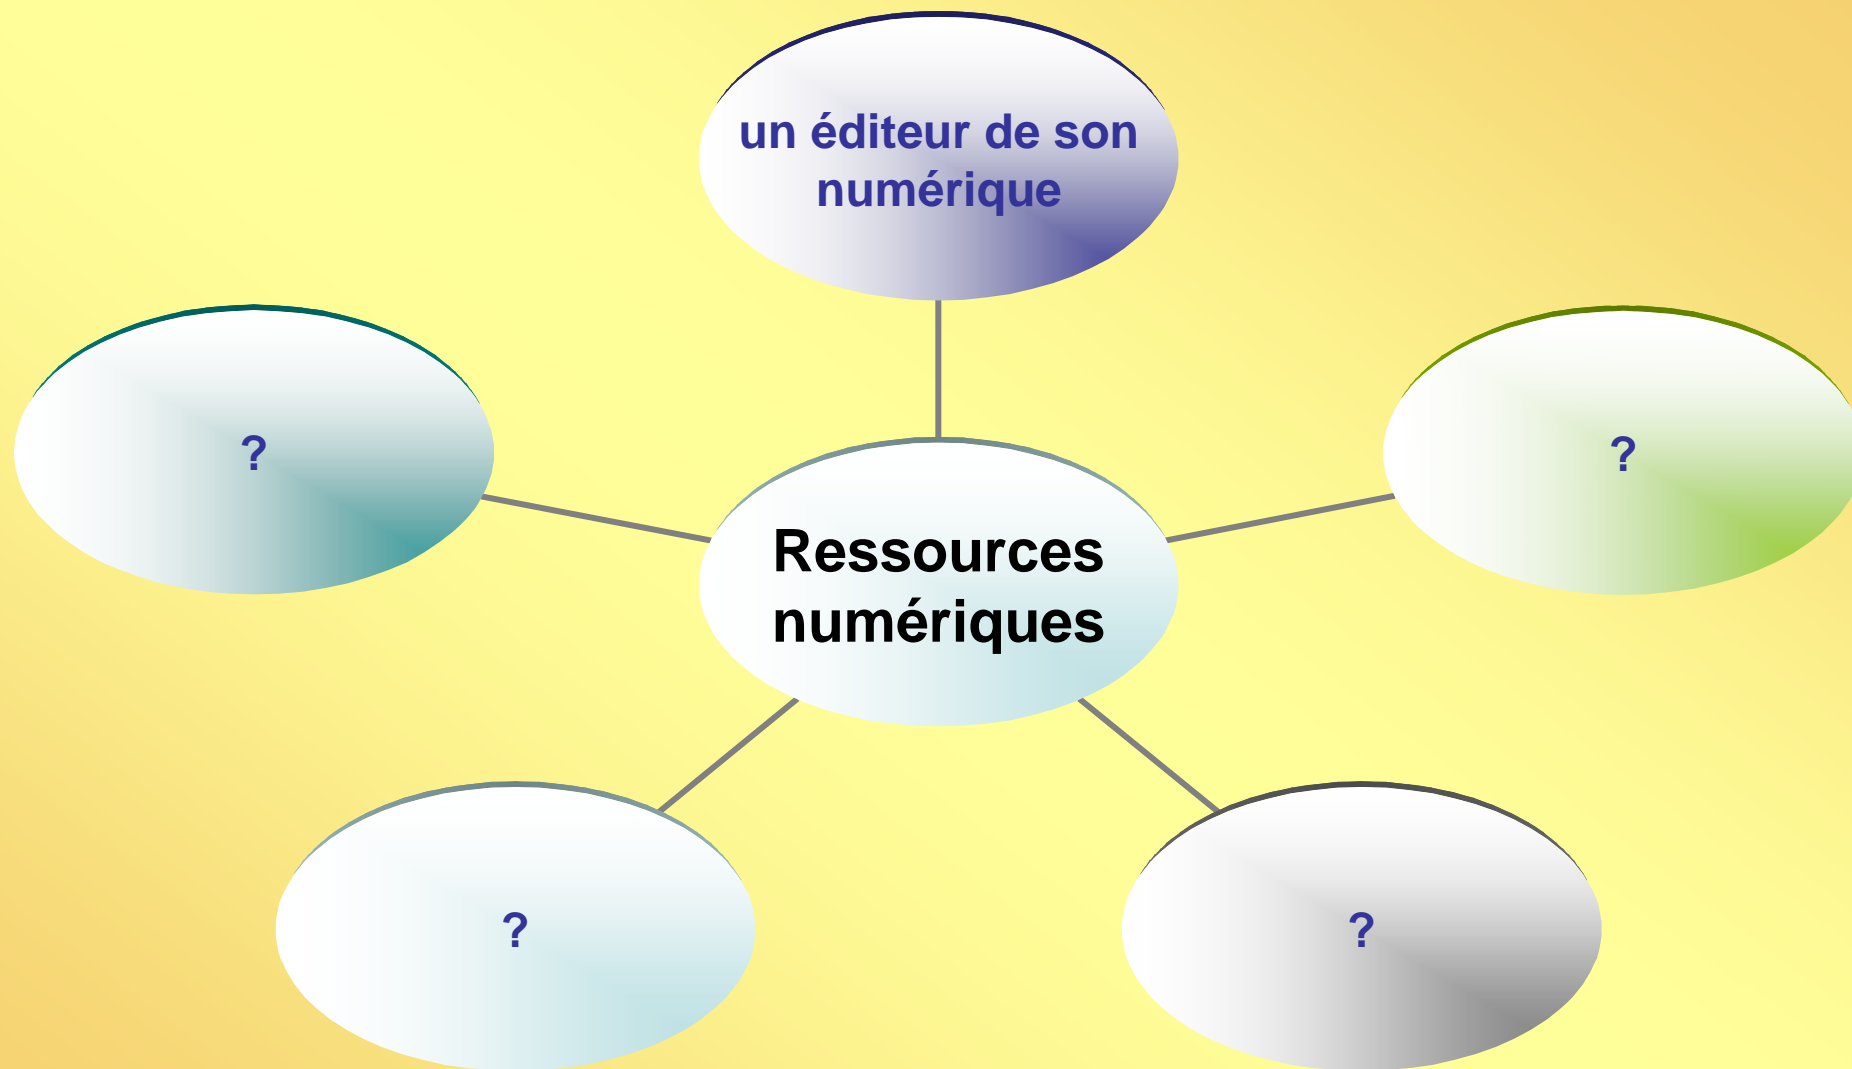 un éditeur de son
numérique
?
?
Ressources
numériques
?
?